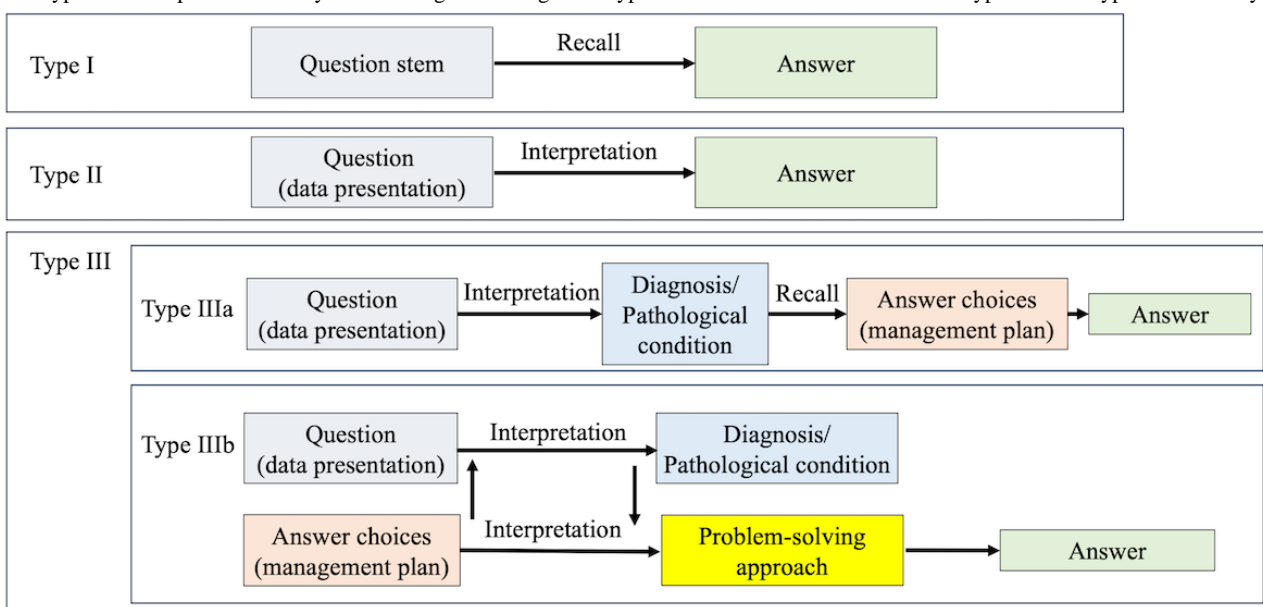 Type I
Question stem
Recall
Answer
Type II
Question
(data presentation)
Interpretation
Answer
Type III
Type IIIa
Question
(data presentation)
Interpretation
Diagnosis/
Pathological
condition
Recall
Answer choices
(management plan)
Answer
Type IIIb
Question
(data presentation)
Interpretation
Diagnosis/
Pathological condition
Answer choices
(management plan)
Interpretation
Problem-solving
approach
Answer